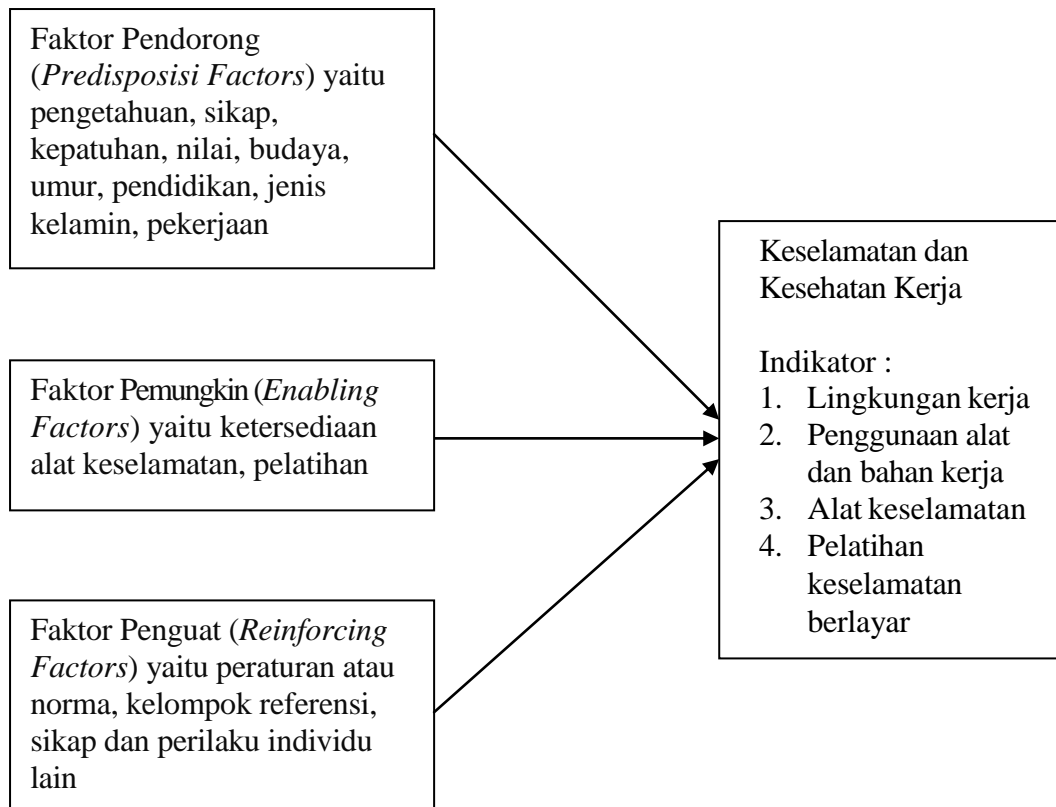 Faktor Pendorong
(Predisposisi Factors) yaitu
pengetahuan, sikap,
kepatuhan, nilai, budaya,
umur, pendidikan, jenis
kelamin, pekerjaan
Faktor Pemungkin (Enabling
Factors) yaitu ketersediaan
alat keselamatan, pelatihan
Faktor Penguat (Reinforcing
Factors) yaitu peraturan atau
norma, kelompok referensi,
sikap dan perilaku individu
lain
Keselamatan dan
Kesehatan Kerja
Indikator :
1. Lingkungan kerja
2. Penggunaan alat
dan bahan kerja
3. Alat keselamatan
4. Pelatihan
keselamatan
berlayar